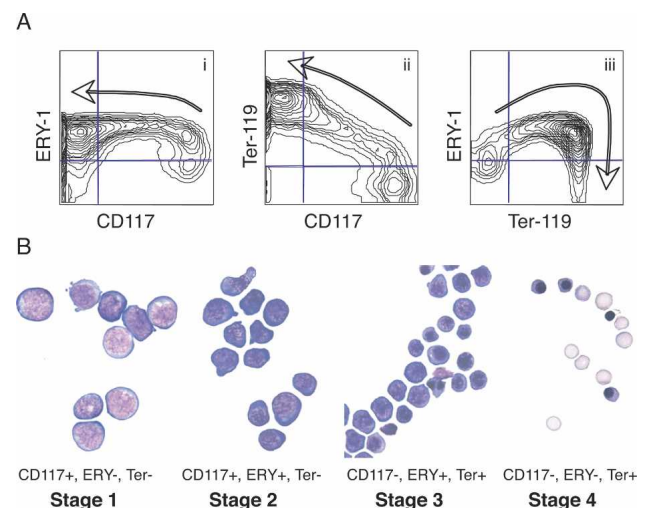 A
i
ii
iii
ERY-1
CD117
Ter-119
CD117
ERY-1
Ter-119
B
CD117+, ERY-, Ter-
CD117+, ERY+, Ter-
CD117-, ERY+, Ter+
CD117-, ERY-, Ter+
Stage 1
Stage 2
Stage 3
Stage 4